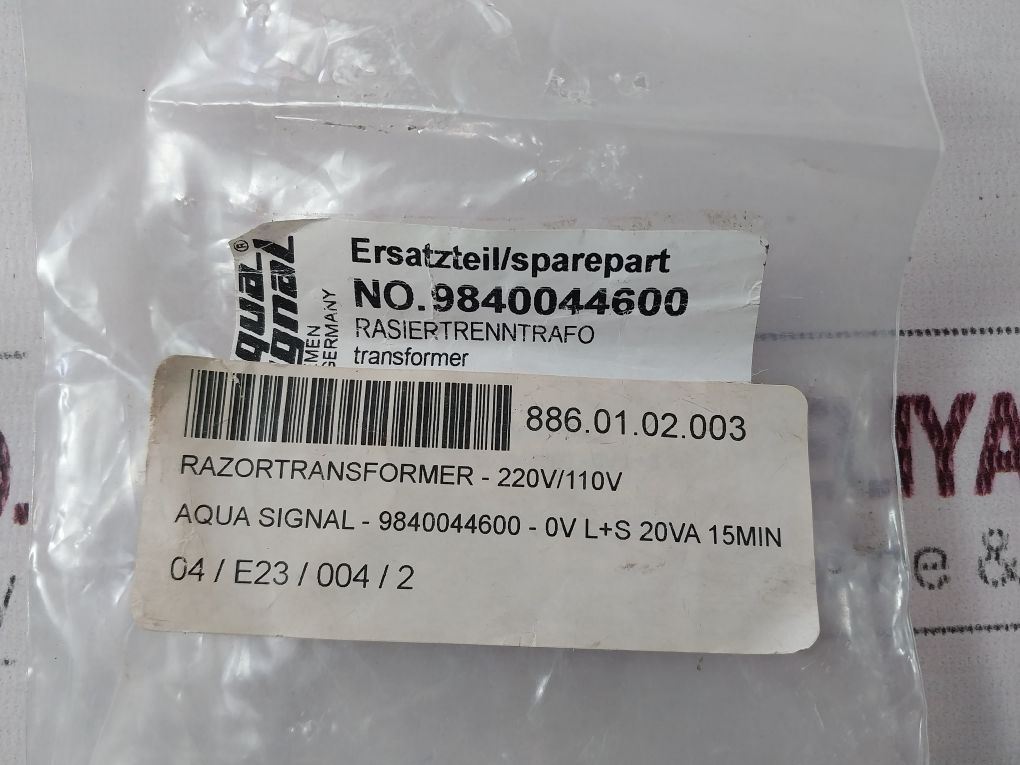 Ersatzteil/sparepart
NO.9840044600
RASIERTRENNTRAFO
transformer
GERMANY
886.01.02.003
RAZORTRANSFORMER - 220V/110V
AQUA SIGNAL - 9840044600 - 0V L+S 20VA 15MIN
04 / E23 / 004 / 2
e &